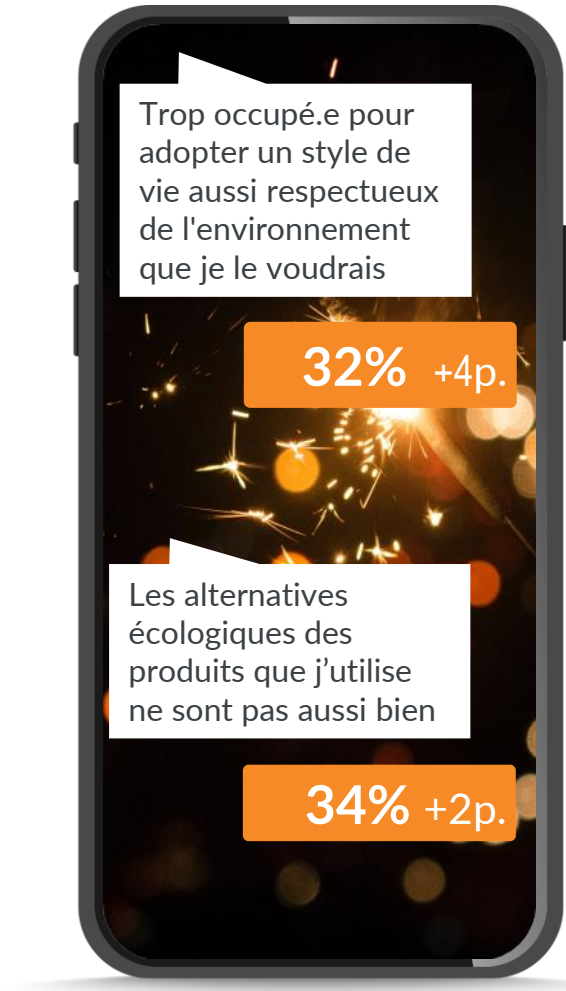 Trop occupé.e pour
adopter un style de
vie aussi respectueux
de l'environnement
que je le voudrais
32% +4p.
Les alternatives
écologiques des
produits que j’utilise
ne sont pas aussi bien
34% +2p.